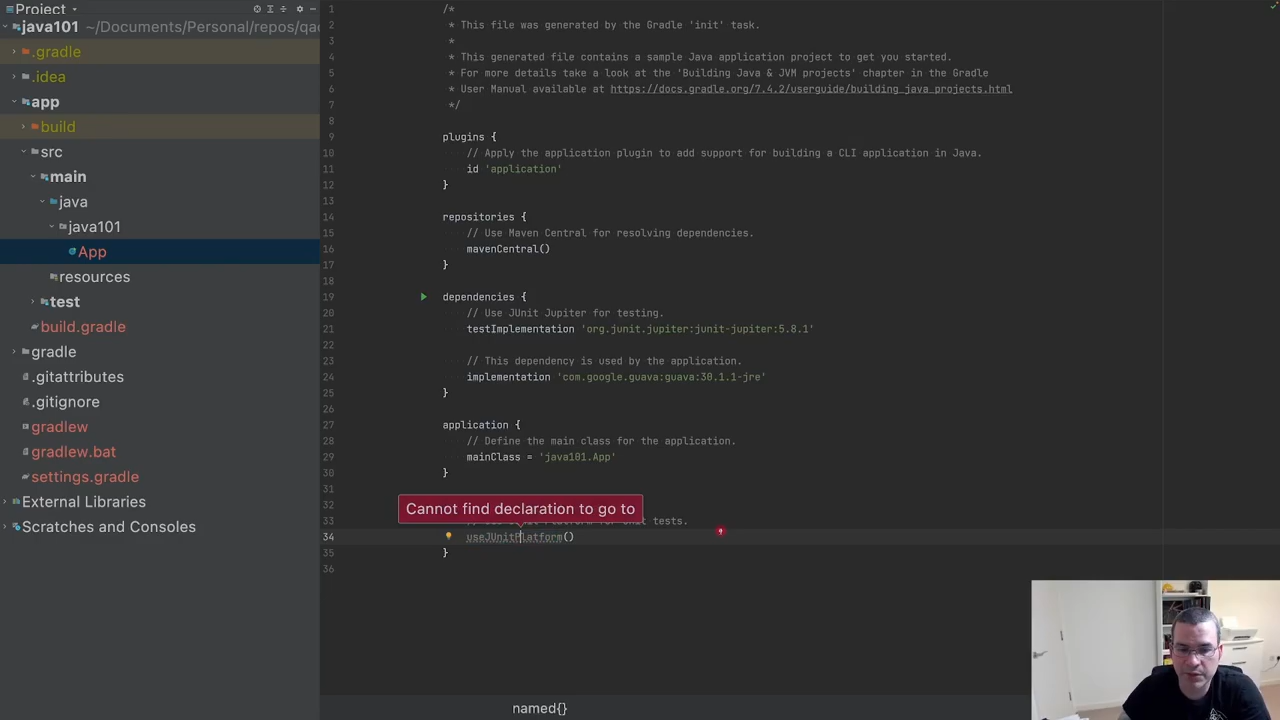 Project
java101 ~/Documents/Personal/repos/qa
.gradle
.idea
app
build
src
main
java
java101
App
resources
test
build.gradle
gradle
.gitattributes
.gitignore
gradlew
gradlew.bat
settings.gradle
External Libraries
Scratches and Consoles
1 /*
2 * This file was generated by the Gradle 'init' task.
3 *
4 * This generated file contains a sample Java application project to get you started.
5 * For more details take a look at the 'Building Java & JVM projects' chapter in the Gradle
6 * User Manual available at https://docs.gradle.org/7.4.2/userguide/building_java_projects.html
7 */
8
9 plugins {
10 // Apply the application plugin to add support for building a CLI application in Java.
11 id 'application'
12 }
13
14 repositories {
15 // Use Maven Central for resolving dependencies.
16 mavenCentral()
17 }
18
19 dependencies {
20 // Use JUnit Jupiter for testing.
21 testImplementation 'org.junit.jupiter:junit-jupiter:5.8.1'
22
23 // This dependency is used by the application.
24 implementation 'com.google.guava:guava:30.1.1-jre'
25 }
26
27 application {
28 // Define the main class for the application.
29 mainClass = 'java101.App'
30 }
31
32
Cannot find declaration to go to
33 tests.
34 useJUnitPlatform()
35 }
36
named{}